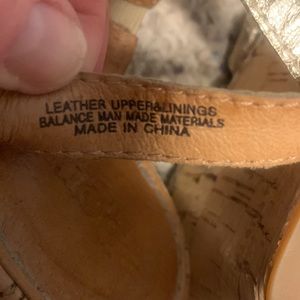 LEATHER UPPER&LININGS
BALANCE MAN MADE MATERIALS
MADE IN CHINA